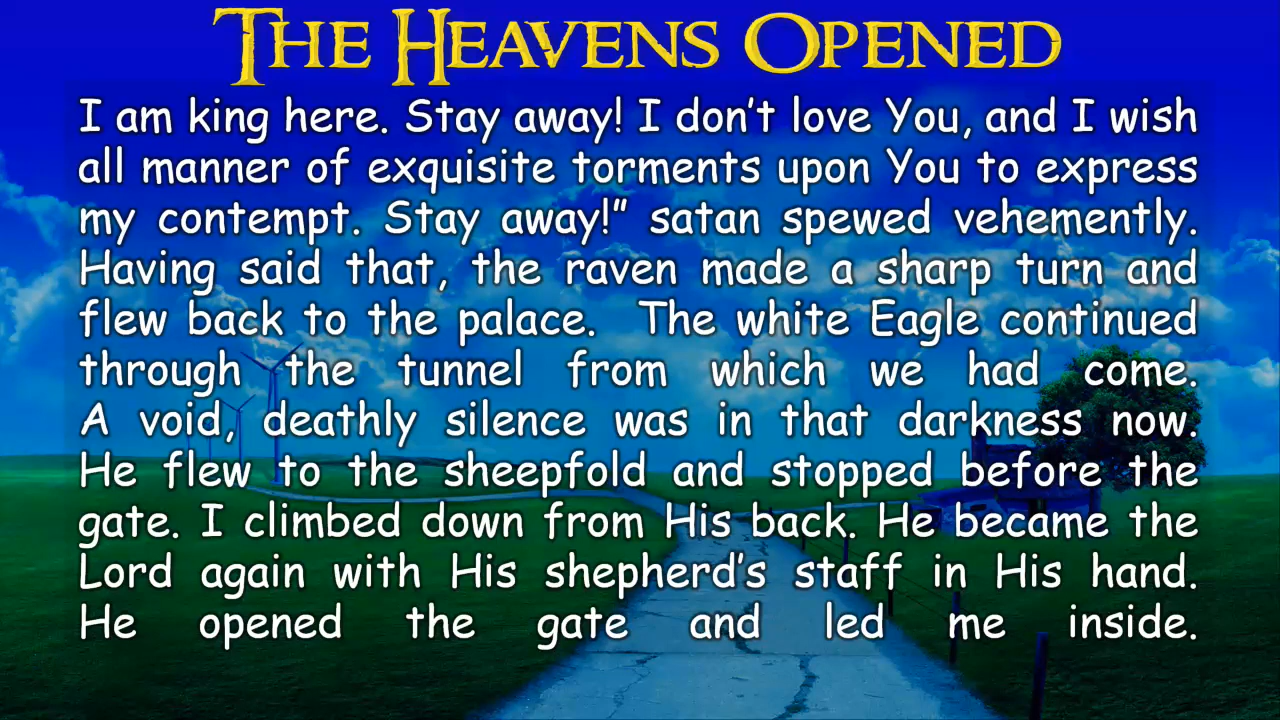 THE HEAVENS OPENED
I am king here. Stay away! I don’t love You, and I wish
all manner of exquisite torments upon You to express
my contempt. Stay away!” satan spewed vehemently.
Having said that, the raven made a sharp turn and
flew back to the palace.  The white Eagle continued
through the tunnel from which we had come.
A void, deathly silence was in that darkness now.
He flew to the sheepfold and stopped before the
gate. I climbed down from His back. He became the
Lord again with His shepherd’s staff in His hand.
He opened the gate and led me inside.